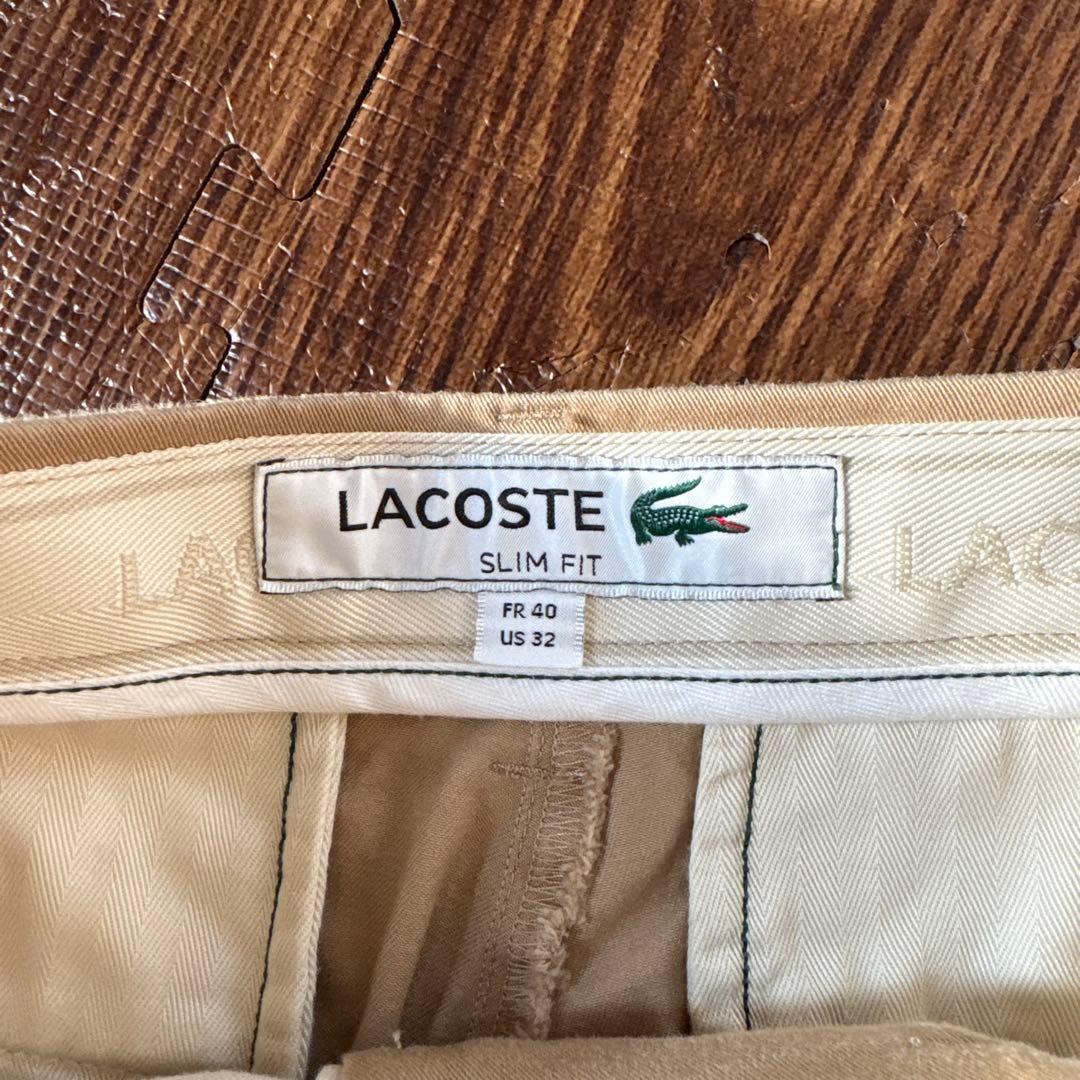 LACOSTE
SLIM FIT
FR 40
US 32